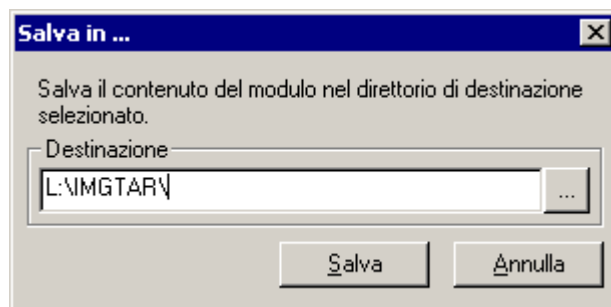 Salva in ...
Salva il contenuto del modulo nel direttorio di destinazione
selezionato.
Destinazione
L:\IMGTAR\
...
Salva
Annulla